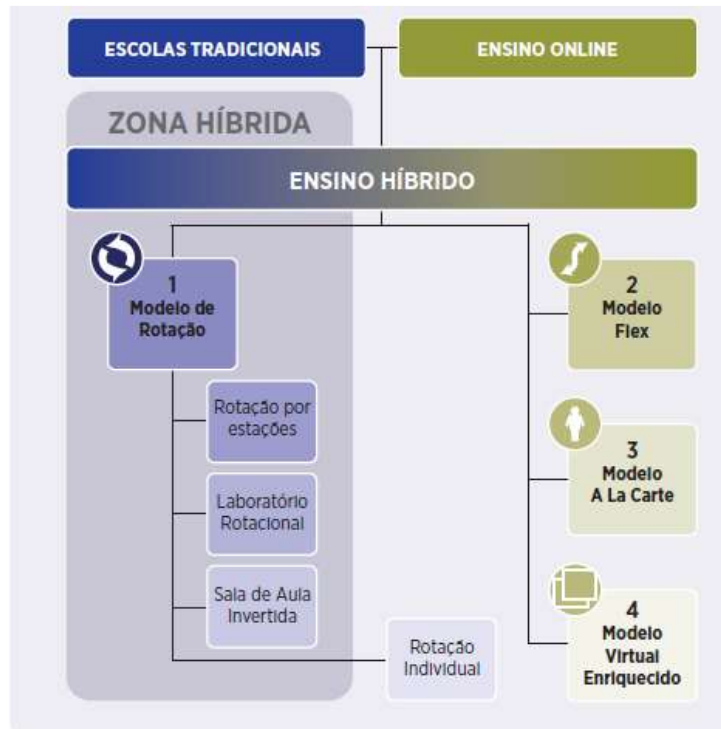 ESCOLAS TRADICIONAIS
ENSINO ONLINE
ZONA HÍBRIDA
ENSINO HÍBRIDO
1
Modelo de
Rotação
Rotação por
estações
Laboratório
Rotacional
Sala de Aula
Invertida
Rotação
Individual
2
Modelo
Flex
3
Modelo
A La Carte
4
Modelo
Virtual
Enriquecido